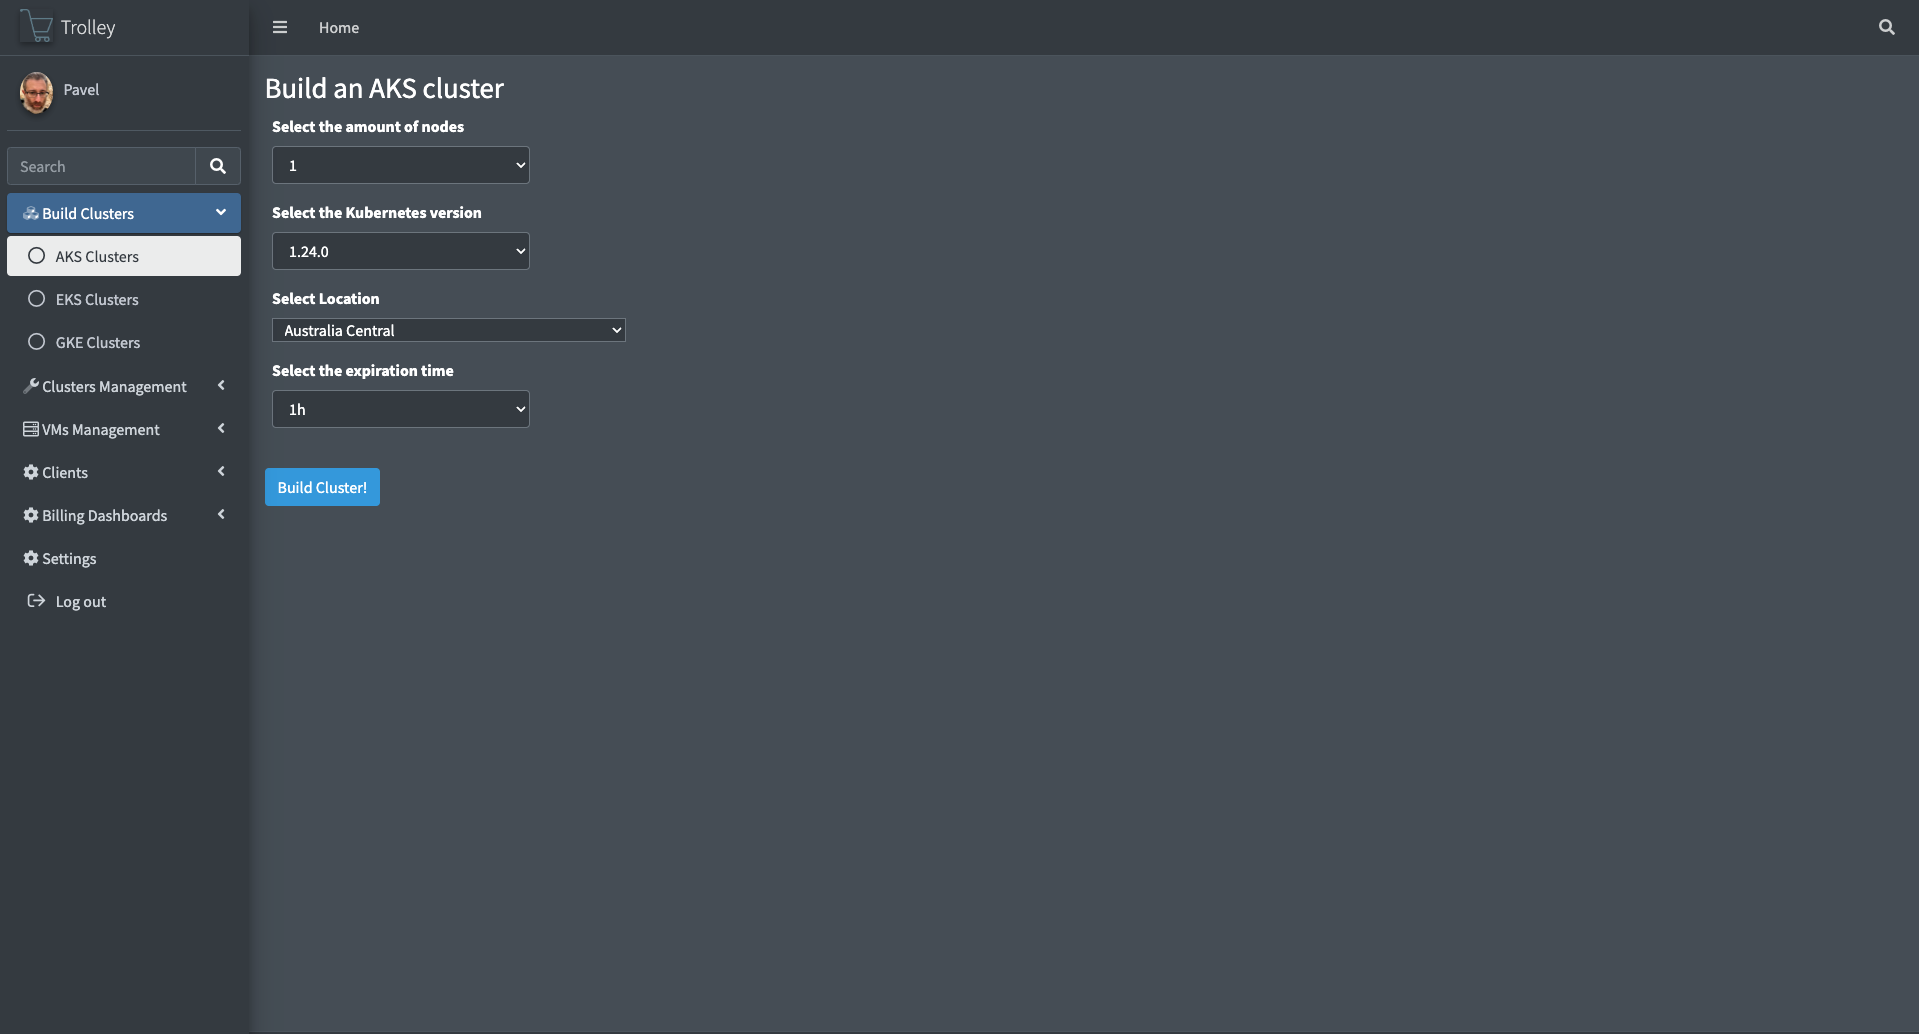 Trolley
Home
Pavel
Search
Build Clusters
AKS Clusters
EKS Clusters
GKE Clusters
Clusters Management
VMs Management
Clients
Billing Dashboards
Settings
Log out
Build an AKS cluster
Select the amount of nodes
1
Select the Kubernetes version
1.24.0
Select Location
Australia Central
Select the expiration time
1h
Build Cluster!